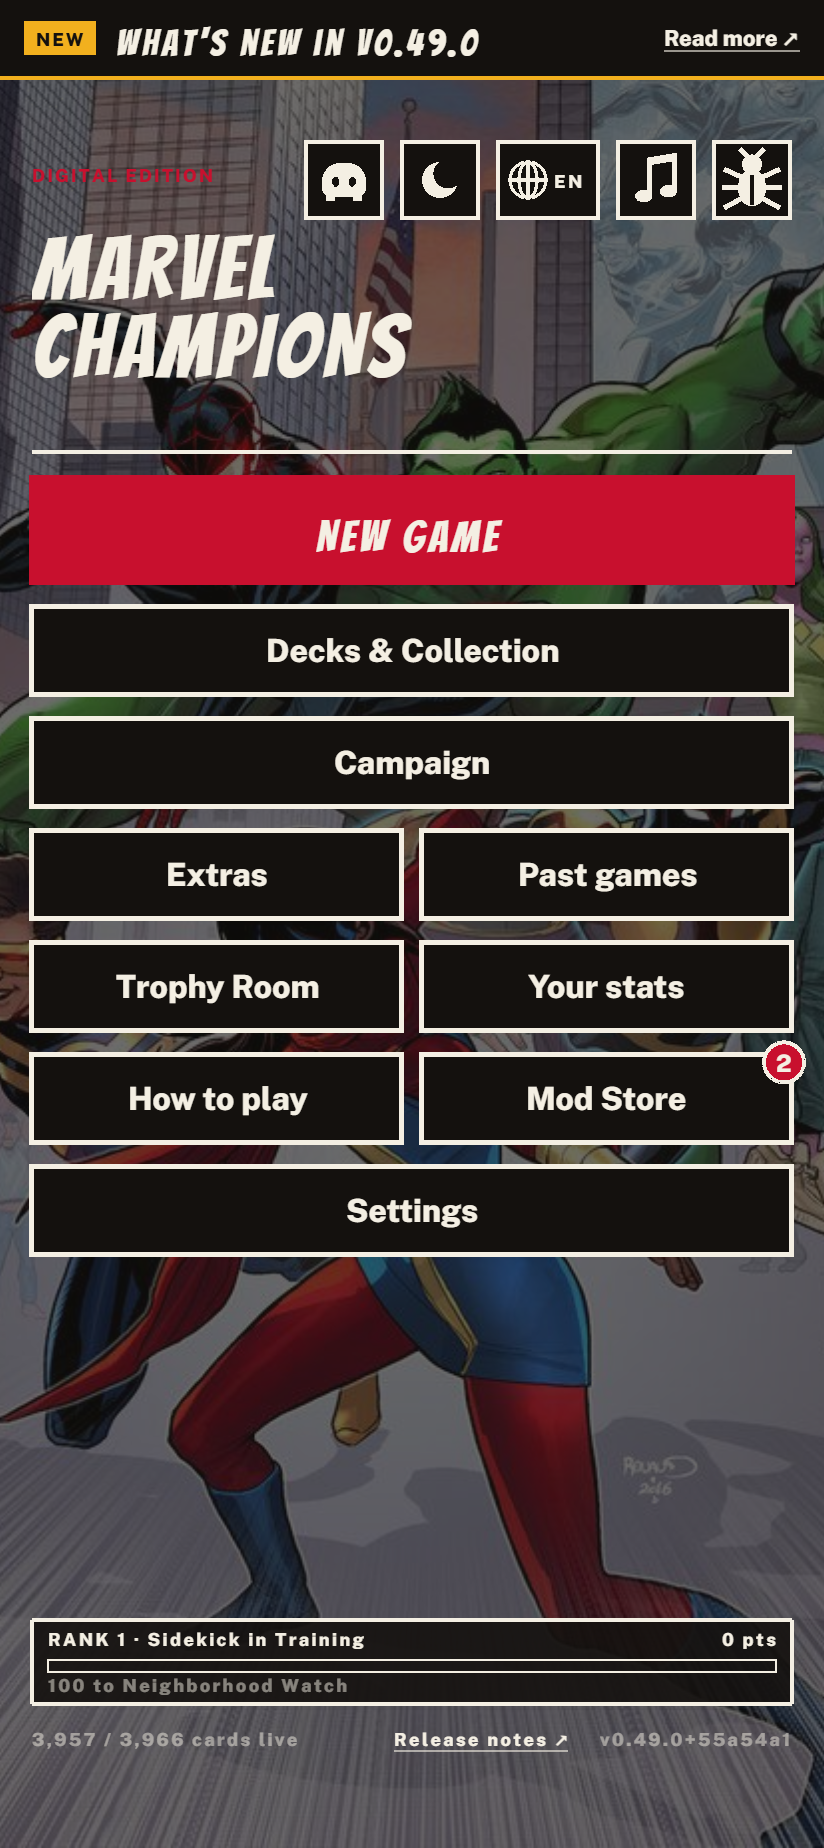 NEW WHAT'S NEW IN V0.49.0 Read more ↗
DIGITAL EDITION
EN
MARVEL
CHAMPIONS
NEW GAME
Decks & Collection
Campaign
Extras
Past games
Trophy Room
Your stats
How to play
Mod Store
2
Settings
2016
RANK 1 · Sidekick in Training 0 pts
100 to Neighborhood Watch
3,957 / 3,966 cards live Release notes ↗ v0.49.0+55a54a1